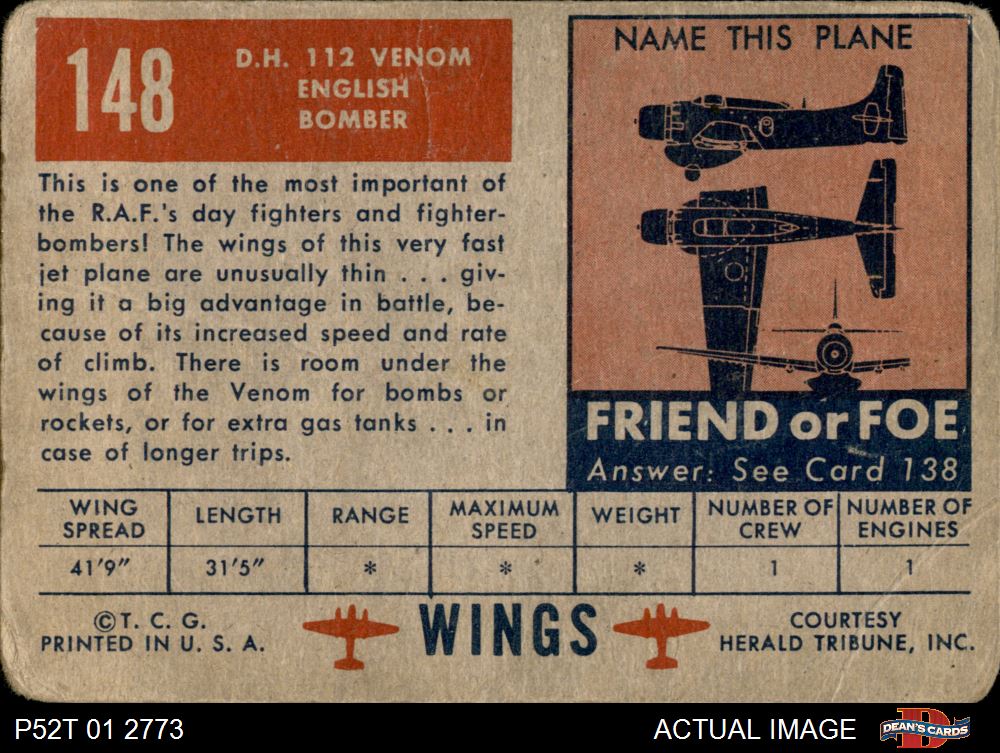 148
D.H. 112 VENOM
ENGLISH
BOMBER
This is one of the most important of
the R.A.F.'s day fighters and fighter-
bombers! The wings of this very fast
jet plane are unusually thin . . . giv-
ing it a big advantage in battle, be-
cause of its increased speed and rate
of climb. There is room under the
wings of the Venom for bombs or
rockets, or for extra gas tanks . . . in
case of longer trips.
NAME THIS PLANE
FRIEND or FOE
Answer: See Card 138
WING SPREAD LENGTH RANGE MAXIMUM SPEED WEIGHT NUMBER OF CREW NUMBER OF ENGINES
41'9" 31'5" * * * 1 1
©T. C. G.
PRINTED IN U. S. A.
WINGS
COURTESY
HERALD TRIBUNE, INC.
P52T 01 2773
ACTUAL IMAGE
D
DEAN'S CARDS